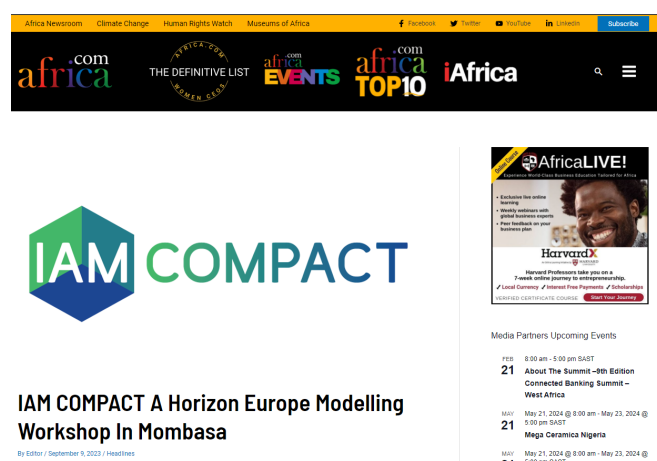 Africa Newsroom Climate Change Human Rights Watch Museums of Africa Facebook Twitter YouTube Linkedin Subscribe
africa.com
AFRICA.COM
THE DEFINITIVE LIST
WOMEN CEOS
africa.com
EVENTS
africa.com
TOP10
iAfrica
IAM COMPACT
IAM COMPACT A Horizon Europe Modelling
Workshop In Mombasa
By Editor / September 9, 2023 / Headlines
Online Course
AfricaLIVE!
Experience World-Class Business Education Tailored for Africa
• Exclusive live online
learning
• Weekly webinars with
global business experts
• Peer feedback on your
business plan
HarvardX
Harvard Professors take you on a
7-week online journey to entrepreneurship.
✓ Local Currency ✓ Interest Free Payments ✓ Scholarships
VERIFIED CERTIFICATE COURSE Start Your Journey
Media Partners Upcoming Events
FEB
21
8:00 am - 5:00 pm SAST
About The Summit –9th Edition
Connected Banking Summit –
West Africa
MAY
21
May 21, 2024 @ 8:00 am - May 23, 2024 @
5:00 pm SAST
Mega Ceramica Nigeria
MAY
May 21, 2024 @ 8:00 am - May 23, 2024 @